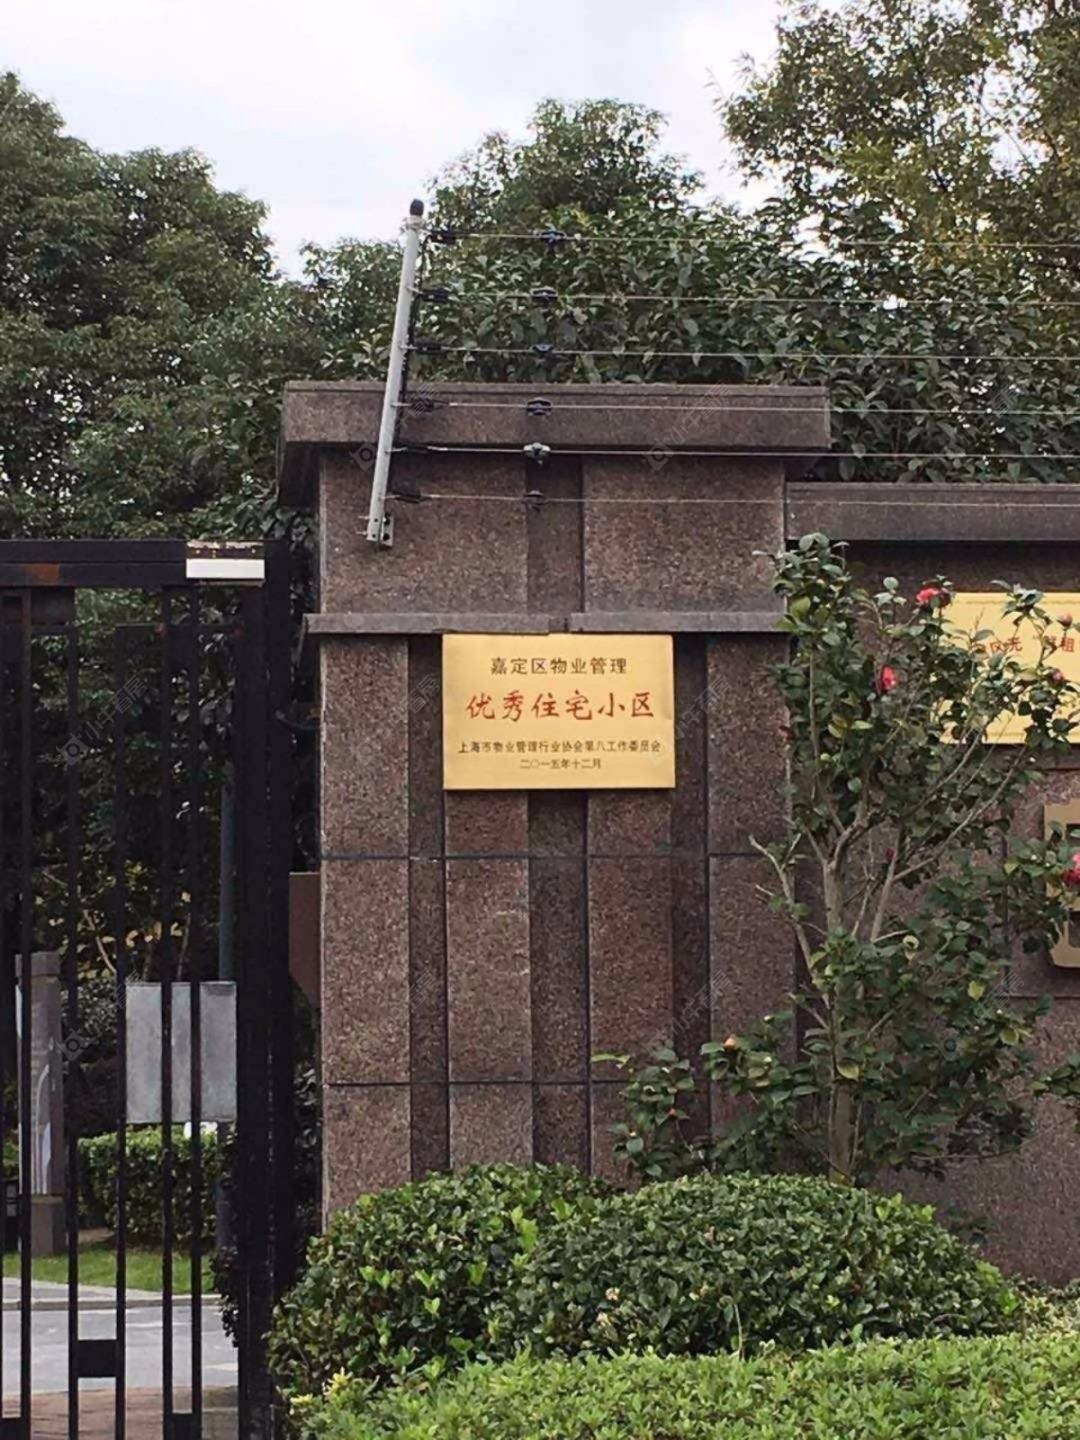 嘉定区物业管理
优秀住宅小区
上海市物业管理行业协会第八工作委员会
二〇一五年十二月
租